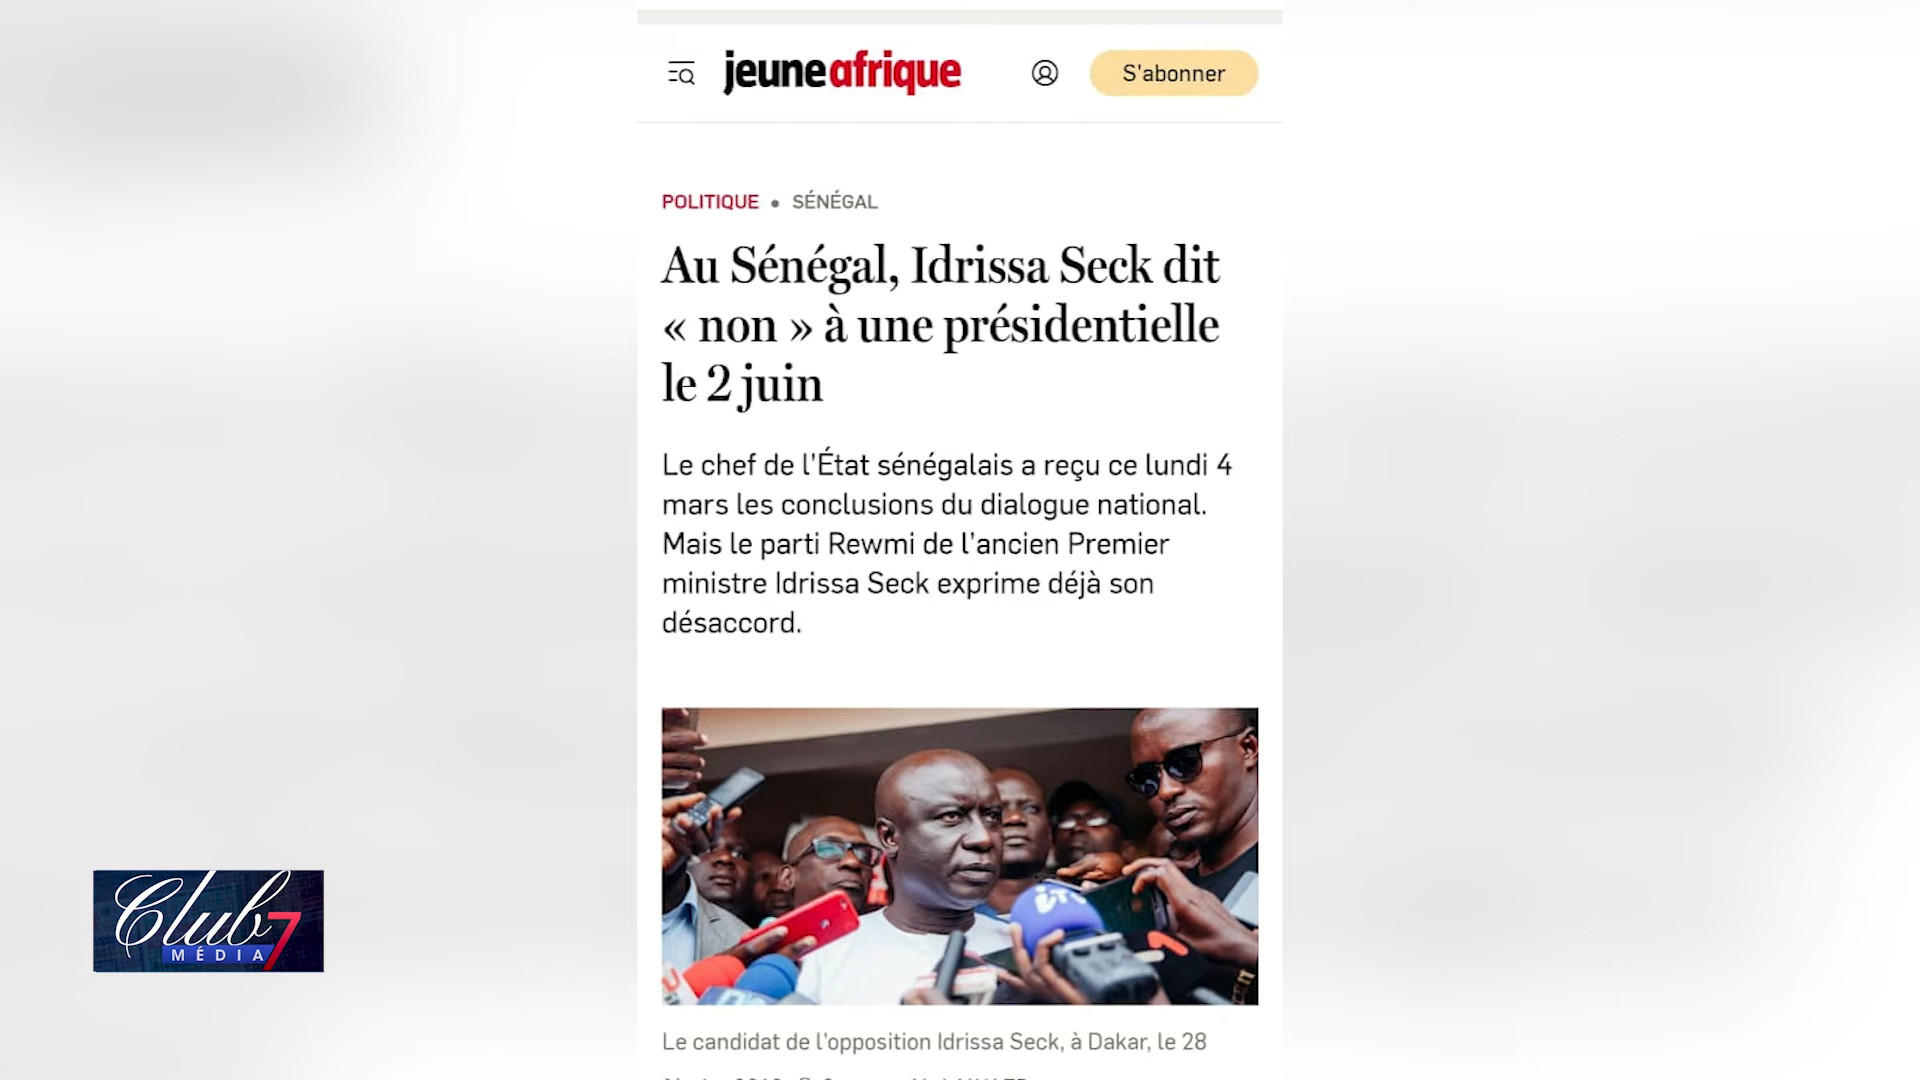 jeuneafrique
S'abonner
POLITIQUE • SÉNÉGAL
Au Sénégal, Idrissa Seck dit
« non » à une présidentielle
le 2 juin
Le chef de l'État sénégalais a reçu ce lundi 4
mars les conclusions du dialogue national.
Mais le parti Rewmi de l'ancien Premier
ministre Idrissa Seck exprime déjà son
désaccord.
iTV
Le candidat de l'opposition Idrissa Seck, à Dakar, le 28
Club 7
MÉDIA